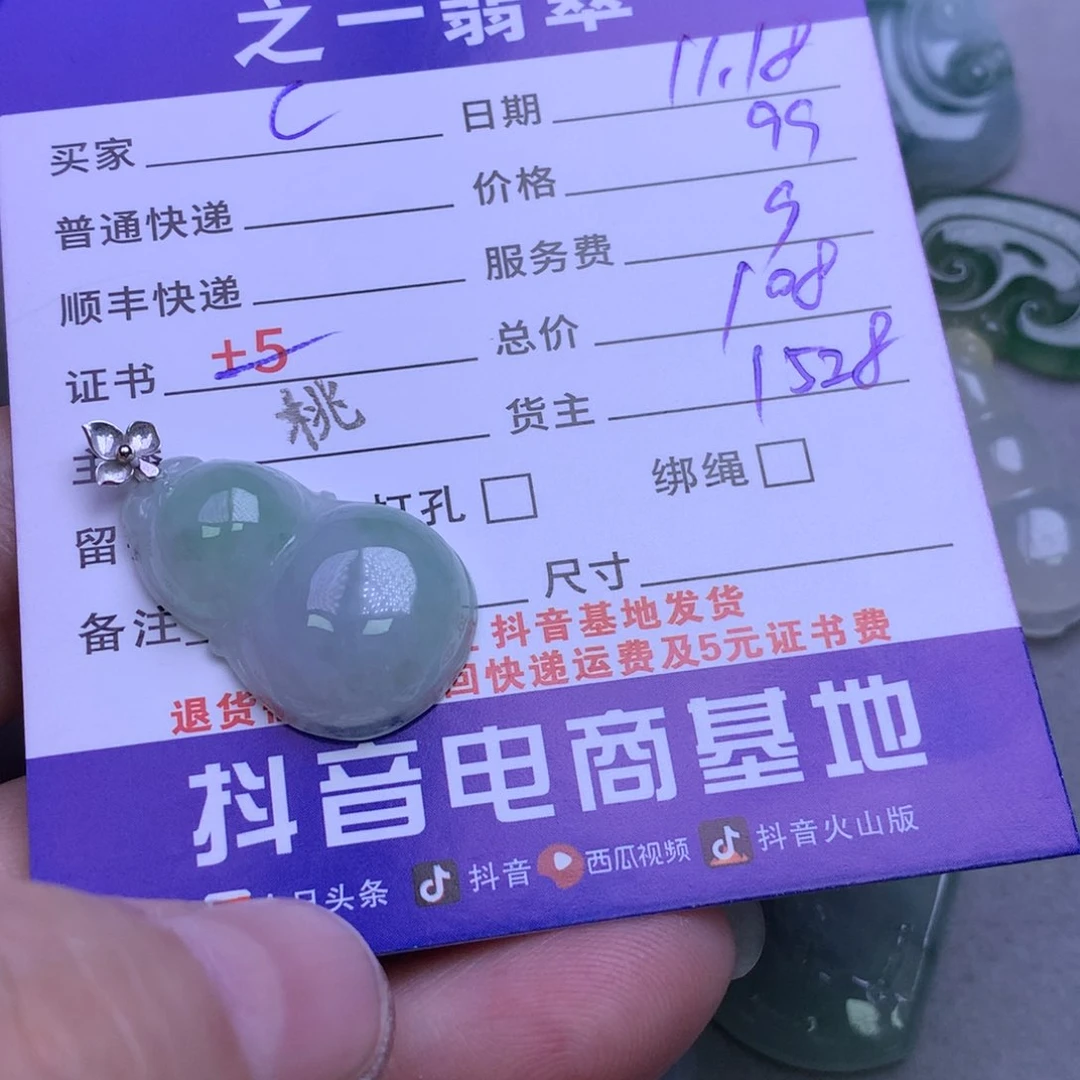 之一翡翠
买家 C 日期 11.18
普通快递 价格 99
顺丰快递 服务费 9
证书 +5 总价 108
主 桃 货主 1528
留 打孔 □ 绑绳 □
备注 尺寸
抖音基地发货
退货 回快递运费及5元证书费
抖音电商基地
头条 抖音 西瓜视频 抖音火山版